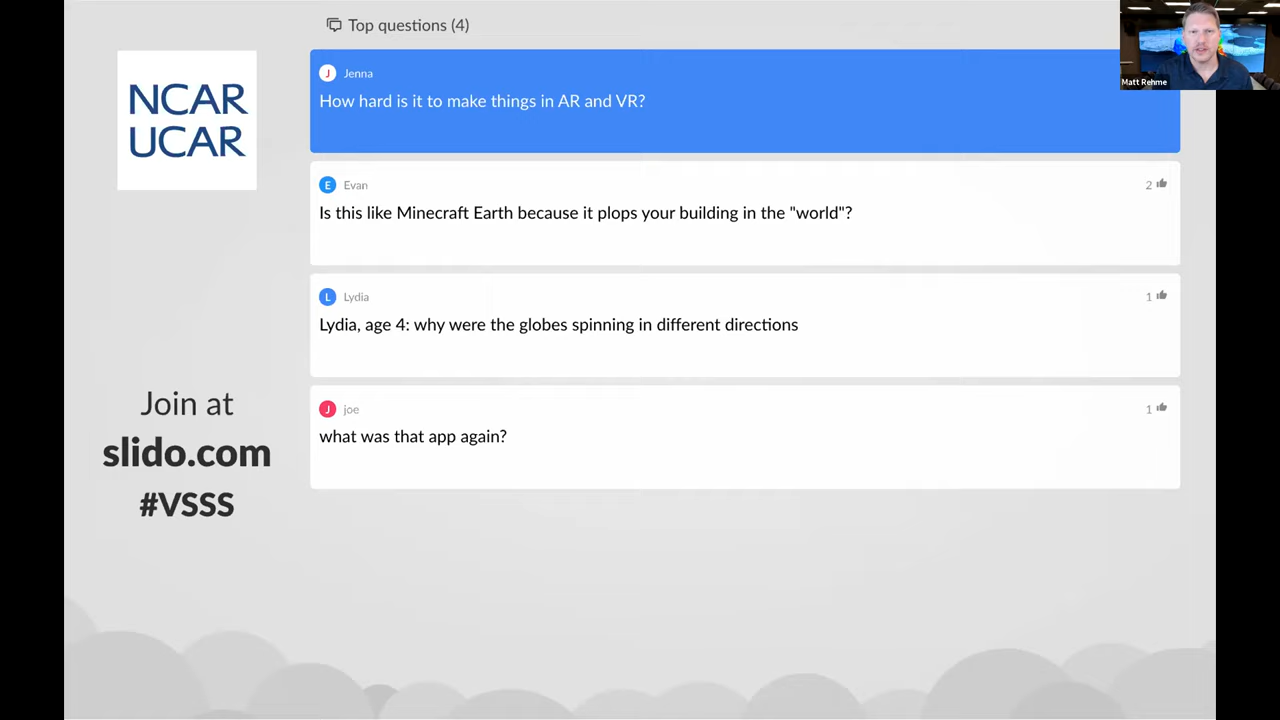 Top questions (4)
NCAR
UCAR
J Jenna
How hard is it to make things in AR and VR?
Matt Rehme
E Evan
2
Is this like Minecraft Earth because it plops your building in the "world"?
L Lydia
1
Lydia, age 4: why were the globes spinning in different directions
J joe
1
what was that app again?
Join at
slido.com
#VSSS